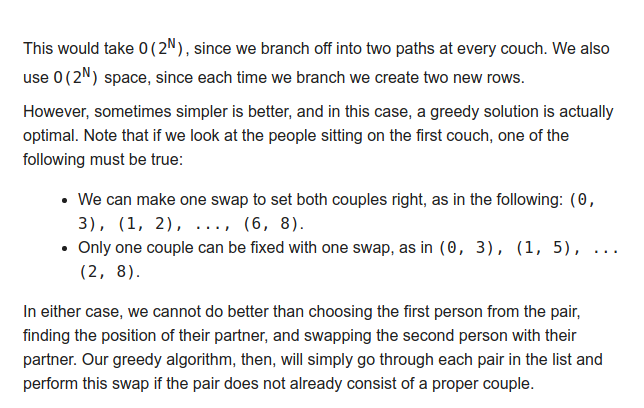 This would take O(2ᴺ), since we branch off into two paths at every couch. We also
use O(2ᴺ) space, since each time we branch we create two new rows.
However, sometimes simpler is better, and in this case, a greedy solution is actually
optimal. Note that if we look at the people sitting on the first couch, one of the
following must be true:
• We can make one swap to set both couples right, as in the following: (0,
3), (1, 2), ..., (6, 8).
• Only one couple can be fixed with one swap, as in (0, 3), (1, 5), ...
(2, 8).
In either case, we cannot do better than choosing the first person from the pair,
finding the position of their partner, and swapping the second person with their
partner. Our greedy algorithm, then, will simply go through each pair in the list and
perform this swap if the pair does not already consist of a proper couple.